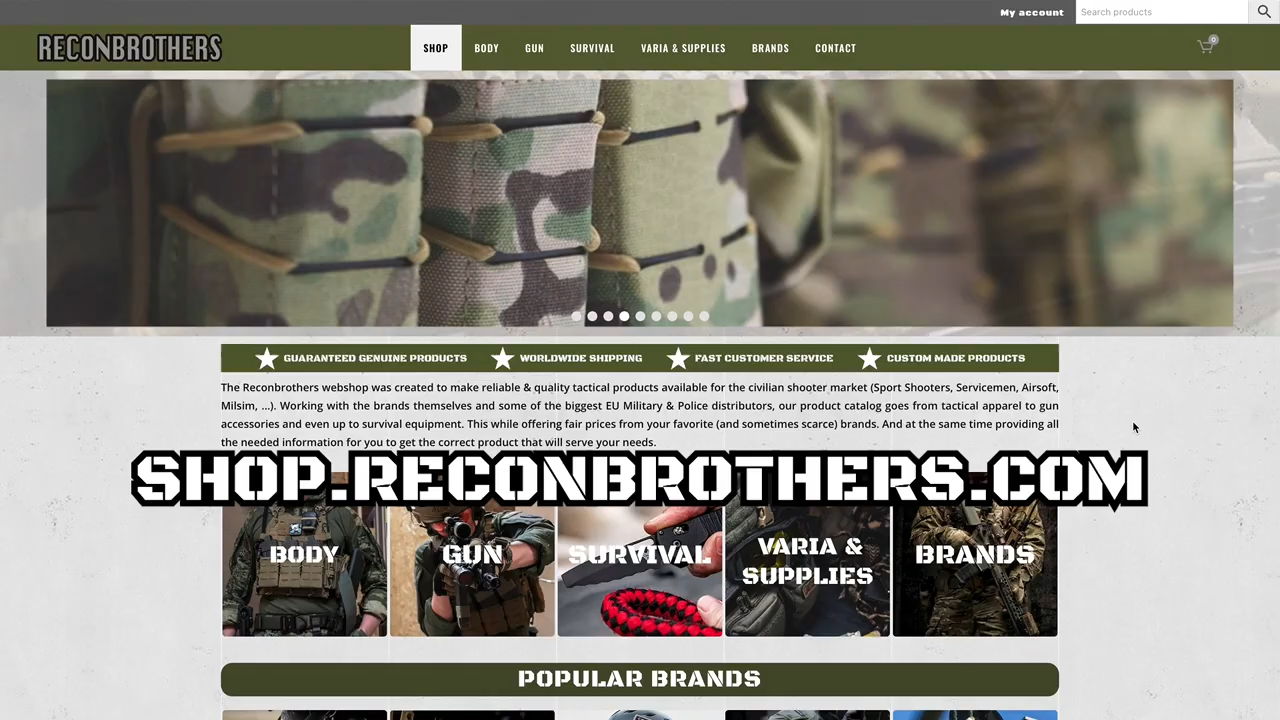 My account
Search products
RECONBROTHERS
SHOP BODY GUN SURVIVAL VARIA & SUPPLIES BRANDS CONTACT
0
GUARANTEED GENUINE PRODUCTS WORLDWIDE SHIPPING FAST CUSTOMER SERVICE CUSTOM MADE PRODUCTS
The Reconbrothers webshop was created to make reliable & quality tactical products available for the civilian shooter market (Sport Shooters, Servicemen, Airsoft,
Milsim, ...). Working with the brands themselves and some of the biggest EU Military & Police distributors, our product catalog goes from tactical apparel to gun
accessories and even up to survival equipment. This while offering fair prices from your favorite (and sometimes scarce) brands. And at the same time providing all
the needed information for you to get the correct product that will serve your needs.
SHOP.RECONBROTHERS.COM
BODY
GUN
SURVIVAL
VARIA &
SUPPLIES
BRANDS
POPULAR BRANDS